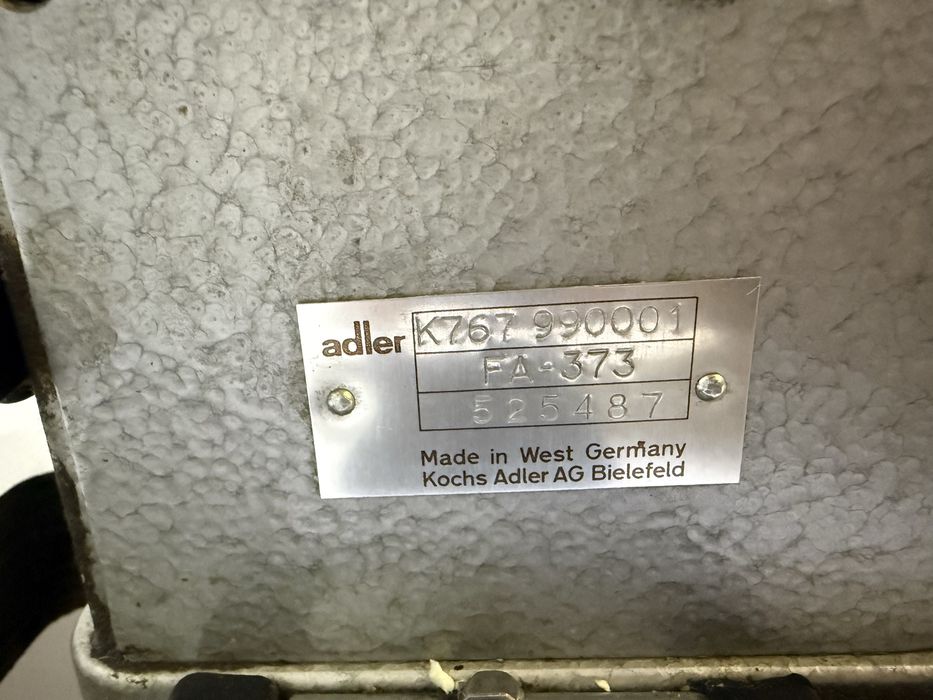 adler
K767 990001
FA-373
525487
Made in West Germany
Kochs Adler AG Bielefeld